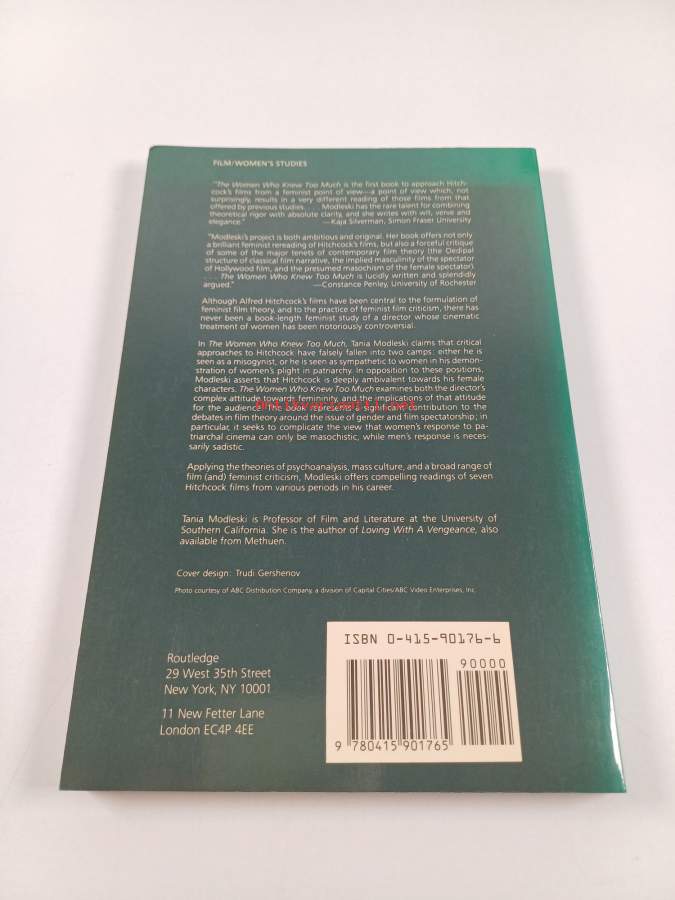 FILM/WOMEN'S STUDIES
"The Women Who Knew Too Much is the first book to approach Hitch-
cock's films from a feminist point of view—a point of view which, not
surprisingly, results in a very different reading of those films from that
offered by previous studies. . . . Modleski has the rare talent for combining
theoretical rigor with absolute clarity, and she writes with wit, verve and
elegance." —Kaja Silverman, Simon Fraser University
"Modleski's project is both ambitious and original. Her book offers not only
a brilliant feminist rereading of Hitchcock's films, but also a forceful critique
of some of the major tenets of contemporary film theory (the Oedipal
structure of classical film narrative, the implied masculinity of the spectator
of Hollywood film, and the presumed masochism of the female spectator).
. . . The Women Who Knew Too Much is lucidly written and splendidly
argued." —Constance Penley, University of Rochester
Although Alfred Hitchcock's films have been central to the formulation of
feminist film theory, and to the practice of feminist film criticism, there has
never been a book-length feminist study of a director whose cinematic
treatment of women has been notoriously controversial.
In The Women Who Knew Too Much, Tania Modleski claims that critical
approaches to Hitchcock have falsely fallen into two camps: either he is
seen as a misogynist, or he is seen as sympathetic to women in his demon-
stration of women's plight in patriarchy. In opposition to these positions,
Modleski asserts that Hitchcock is deeply ambivalent towards his female
characters. The Women Who Knew Too Much examines both the director's
complex attitude toward femininity, and the implications of that attitude
for the audience. The book represents a significant contribution to the
debates in film theory around the issue of gender and film spectatorship; in
particular, it seeks to complicate the view that women's response to pa-
triarchal cinema can only be masochistic, while men's response is neces-
sarily sadistic.
Applying the theories of psychoanalysis, mass culture, and a broad range of
film (and) feminist criticism, Modleski offers compelling readings of seven
Hitchcock films from various periods in his career.
Tania Modleski is Professor of Film and Literature at the University of
Southern California. She is the author of Loving With A Vengeance, also
available from Methuen.
Cover design: Trudi Gershenov
Photo courtesy of ABC Distribution Company, a division of Capital Cities/ABC Video Enterprises, Inc.
ISBN 0-415-90176-6
90000
9 780415 901765
Routledge
29 West 35th Street
New York, NY 10001
11 New Fetter Lane
London EC4P 4EE